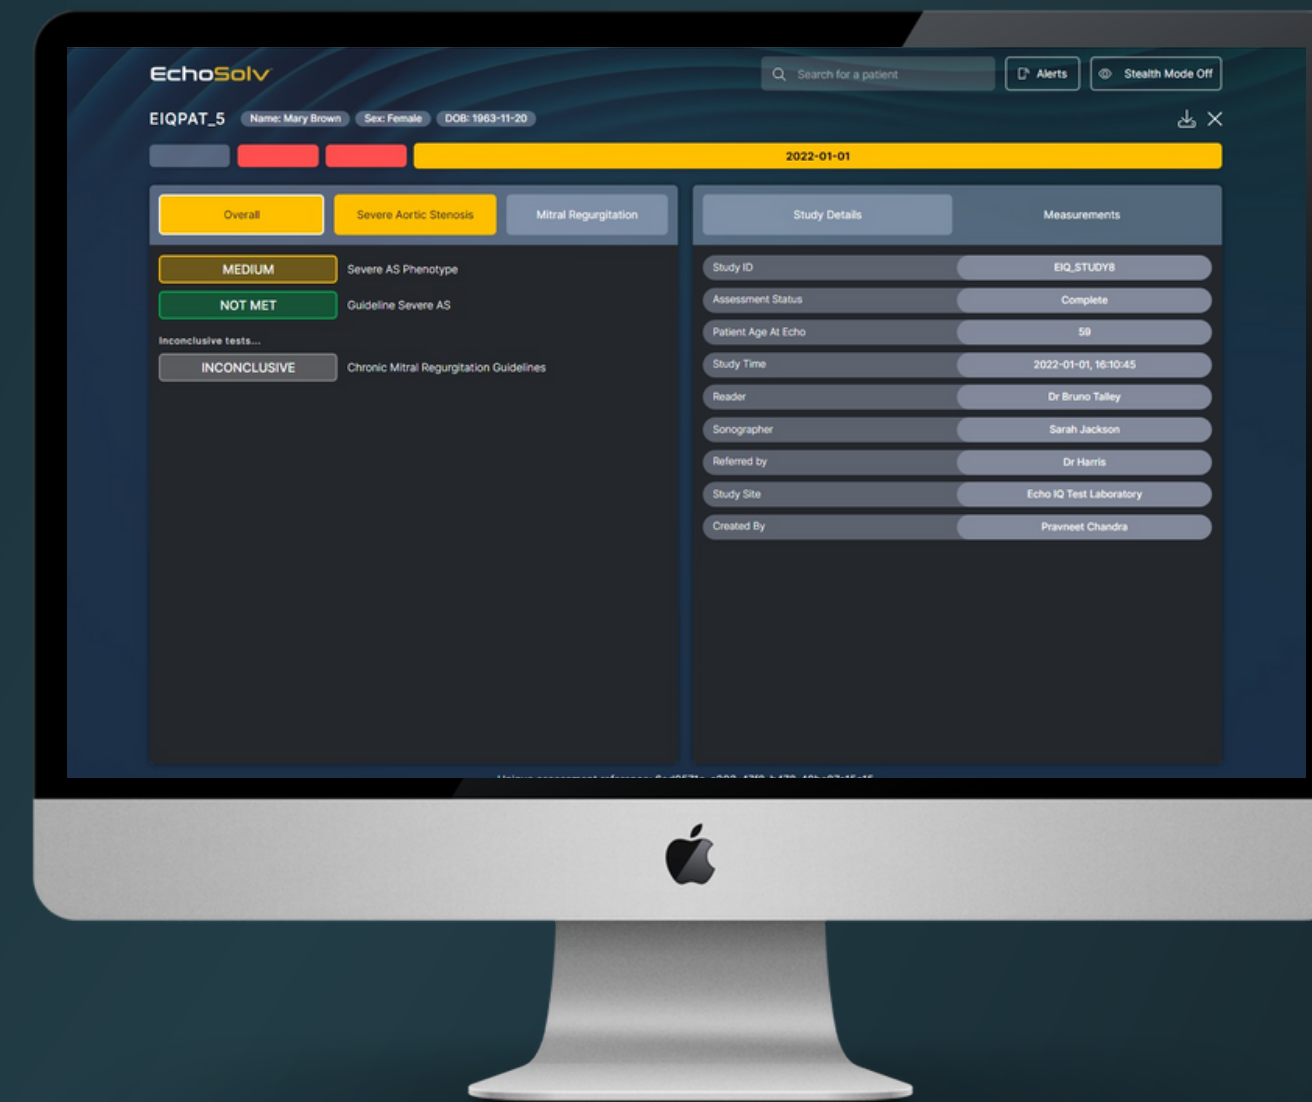 EchoSolv
Search for a patient
Alerts
Stealth Mode Off
EIQPAT_5 Name: Mary Brown Sex: Female DOB: 1963-11-20
2022-01-01
Overall Severe Aortic Stenosis Mitral Regurgitation
MEDIUM Severe AS Phenotype
NOT MET Guideline Severe AS
Inconclusive tests...
INCONCLUSIVE Chronic Mitral Regurgitation Guidelines
Study Details Measurements
Study ID EIQ_STUDY8
Assessment Status Complete
Patient Age At Echo 59
Study Time 2022-01-01, 16:10:45
Reader Dr Bruno Talley
Sonographer Sarah Jackson
Referred by Dr Harris
Study Site Echo IQ Test Laboratory
Created By Pravneet Chandra
Unique assessment reference: